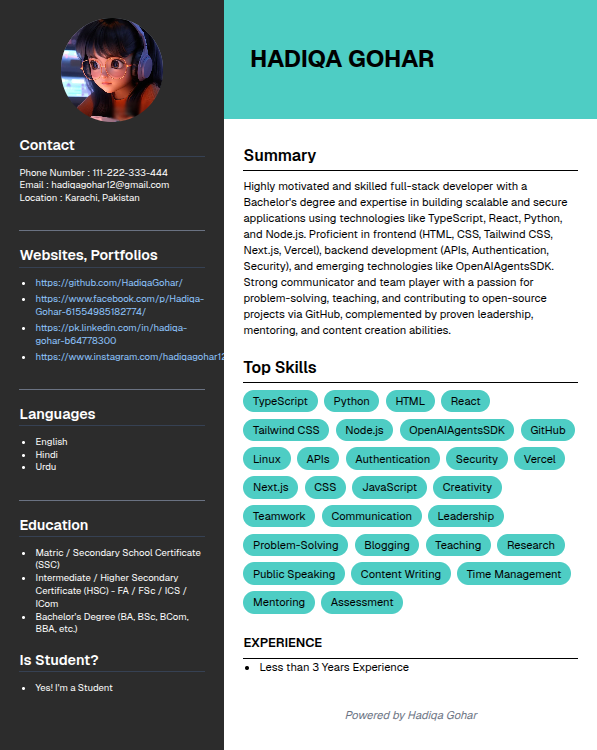 Contact
Phone Number : 111-222-333-444
Email : hadiqagohar12@gmail.com
Location : Karachi, Pakistan
Websites, Portfolios
https://github.com/HadiqaGohar/
https://www.facebook.com/p/Hadiqa-
Gohar-61554985182774/
https://pk.linkedin.com/in/hadiqa-
gohar-b64778300
https://www.instagram.com/hadiqagohar12
Languages
English
Hindi
Urdu
Education
Matric / Secondary School Certificate
(SSC)
Intermediate / Higher Secondary
Certificate (HSC) - FA / FSc / ICS /
ICom
Bachelor's Degree (BA, BSc, BCom,
BBA, etc.)
Is Student?
Yes! I'm a Student
HADIQA GOHAR
Summary
Highly motivated and skilled full-stack developer with a
Bachelor's degree and expertise in building scalable and secure
applications using technologies like TypeScript, React, Python,
and Node.js. Proficient in frontend (HTML, CSS, Tailwind CSS,
Next.js, Vercel), backend development (APIs, Authentication,
Security), and emerging technologies like OpenAIAgentsSDK.
Strong communicator and team player with a passion for
problem-solving, teaching, and contributing to open-source
projects via GitHub, complemented by proven leadership,
mentoring, and content creation abilities.
Top Skills
TypeScript Python HTML React
Tailwind CSS Node.js OpenAIAgentsSDK GitHub
Linux APIs Authentication Security Vercel
Next.js CSS JavaScript Creativity
Teamwork Communication Leadership
Problem-Solving Blogging Teaching Research
Public Speaking Content Writing Time Management
Mentoring Assessment
EXPERIENCE
Less than 3 Years Experience
Powered by Hadiqa Gohar